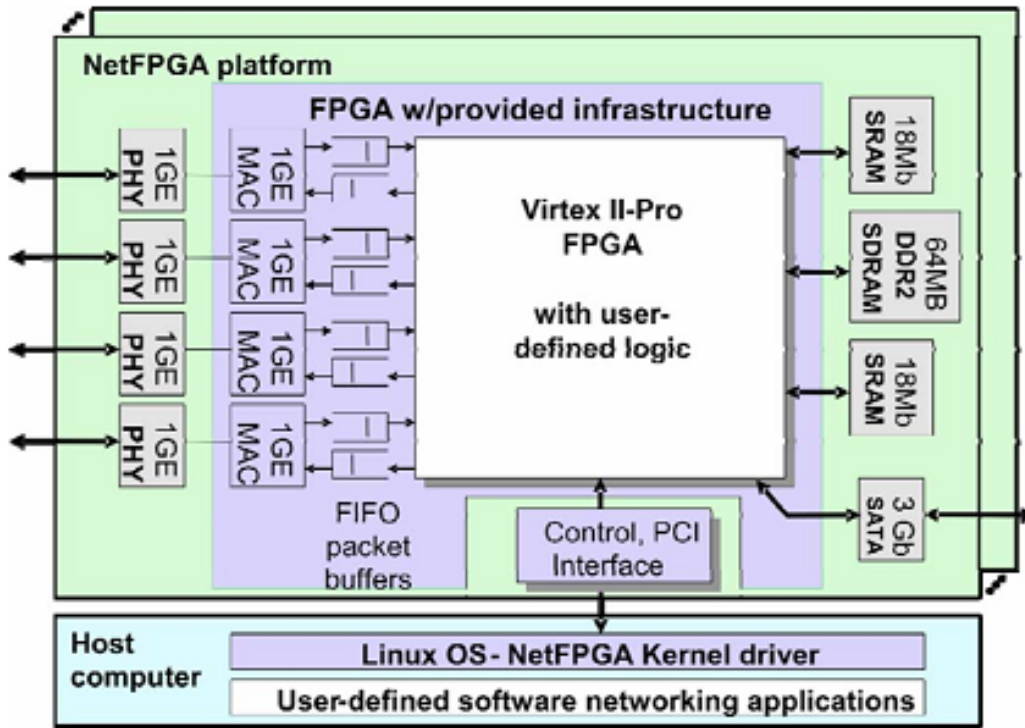 NetFPGA platform
FPGA w/provided infrastructure
1GE
PHY
1GE
MAC
1GE
PHY
1GE
MAC
1GE
PHY
1GE
MAC
1GE
PHY
1GE
MAC
FIFO
packet
buffers
Virtex II-Pro
FPGA
with user-
defined logic
18Mb
SRAM
64MB
DDR2
SDRAM
18Mb
SRAM
3 Gb
SATA
Control, PCI
Interface
Host
computer
Linux OS - NetFPGA Kernel driver
User-defined software networking applications